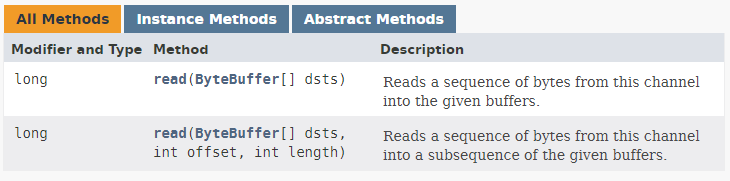 All Methods Instance Methods Abstract Methods
Modifier and Type Method Description
long read(ByteBuffer[] dsts) Reads a sequence of bytes from this channel
into the given buffers.
long read(ByteBuffer[] dsts, Reads a sequence of bytes from this channel
int offset, int length) into a subsequence of the given buffers.